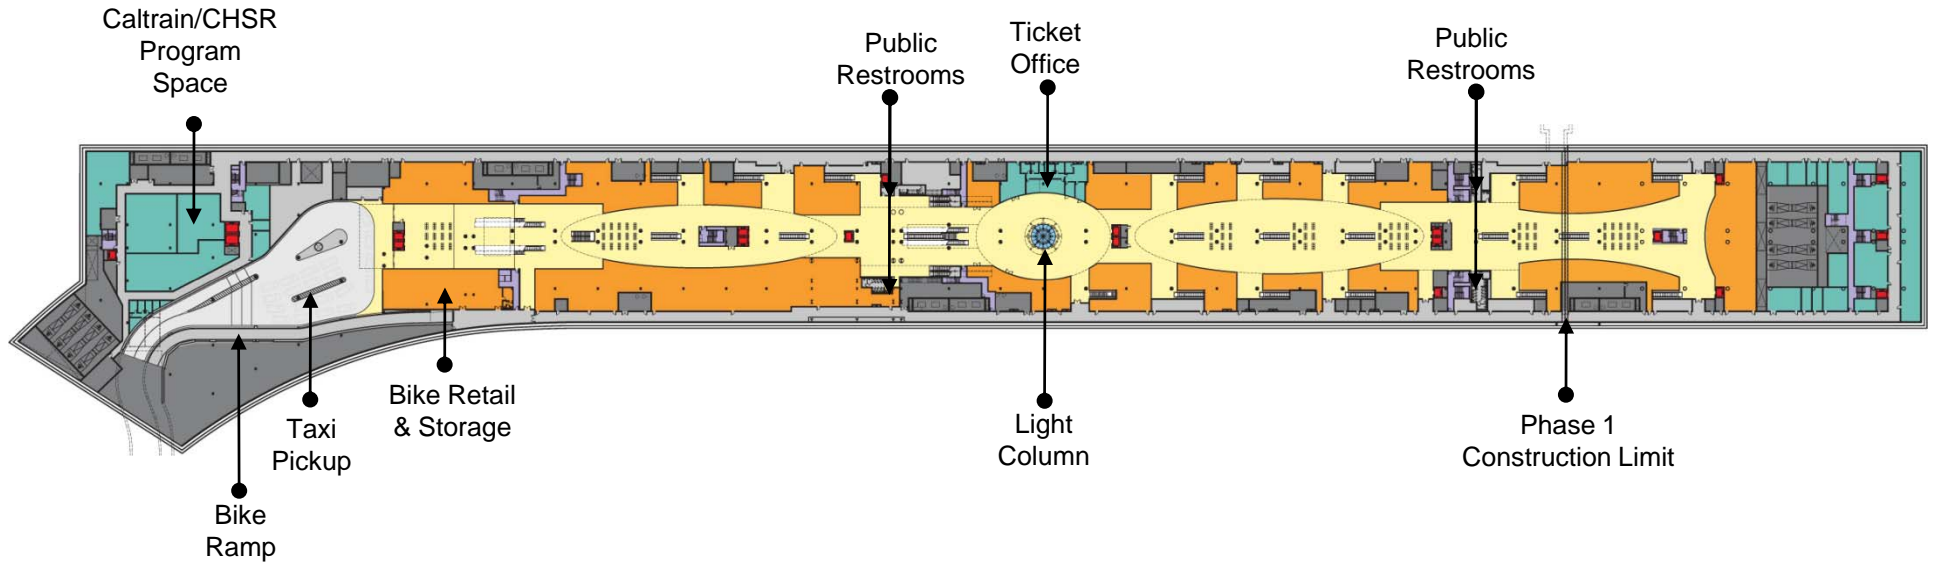 Caltrain/CHSR
Program
Space
Public
Restrooms
Ticket
Office
Public
Restrooms
Taxi
Pickup
Bike Retail
& Storage
Light
Column
Phase 1
Construction Limit
Bike
Ramp